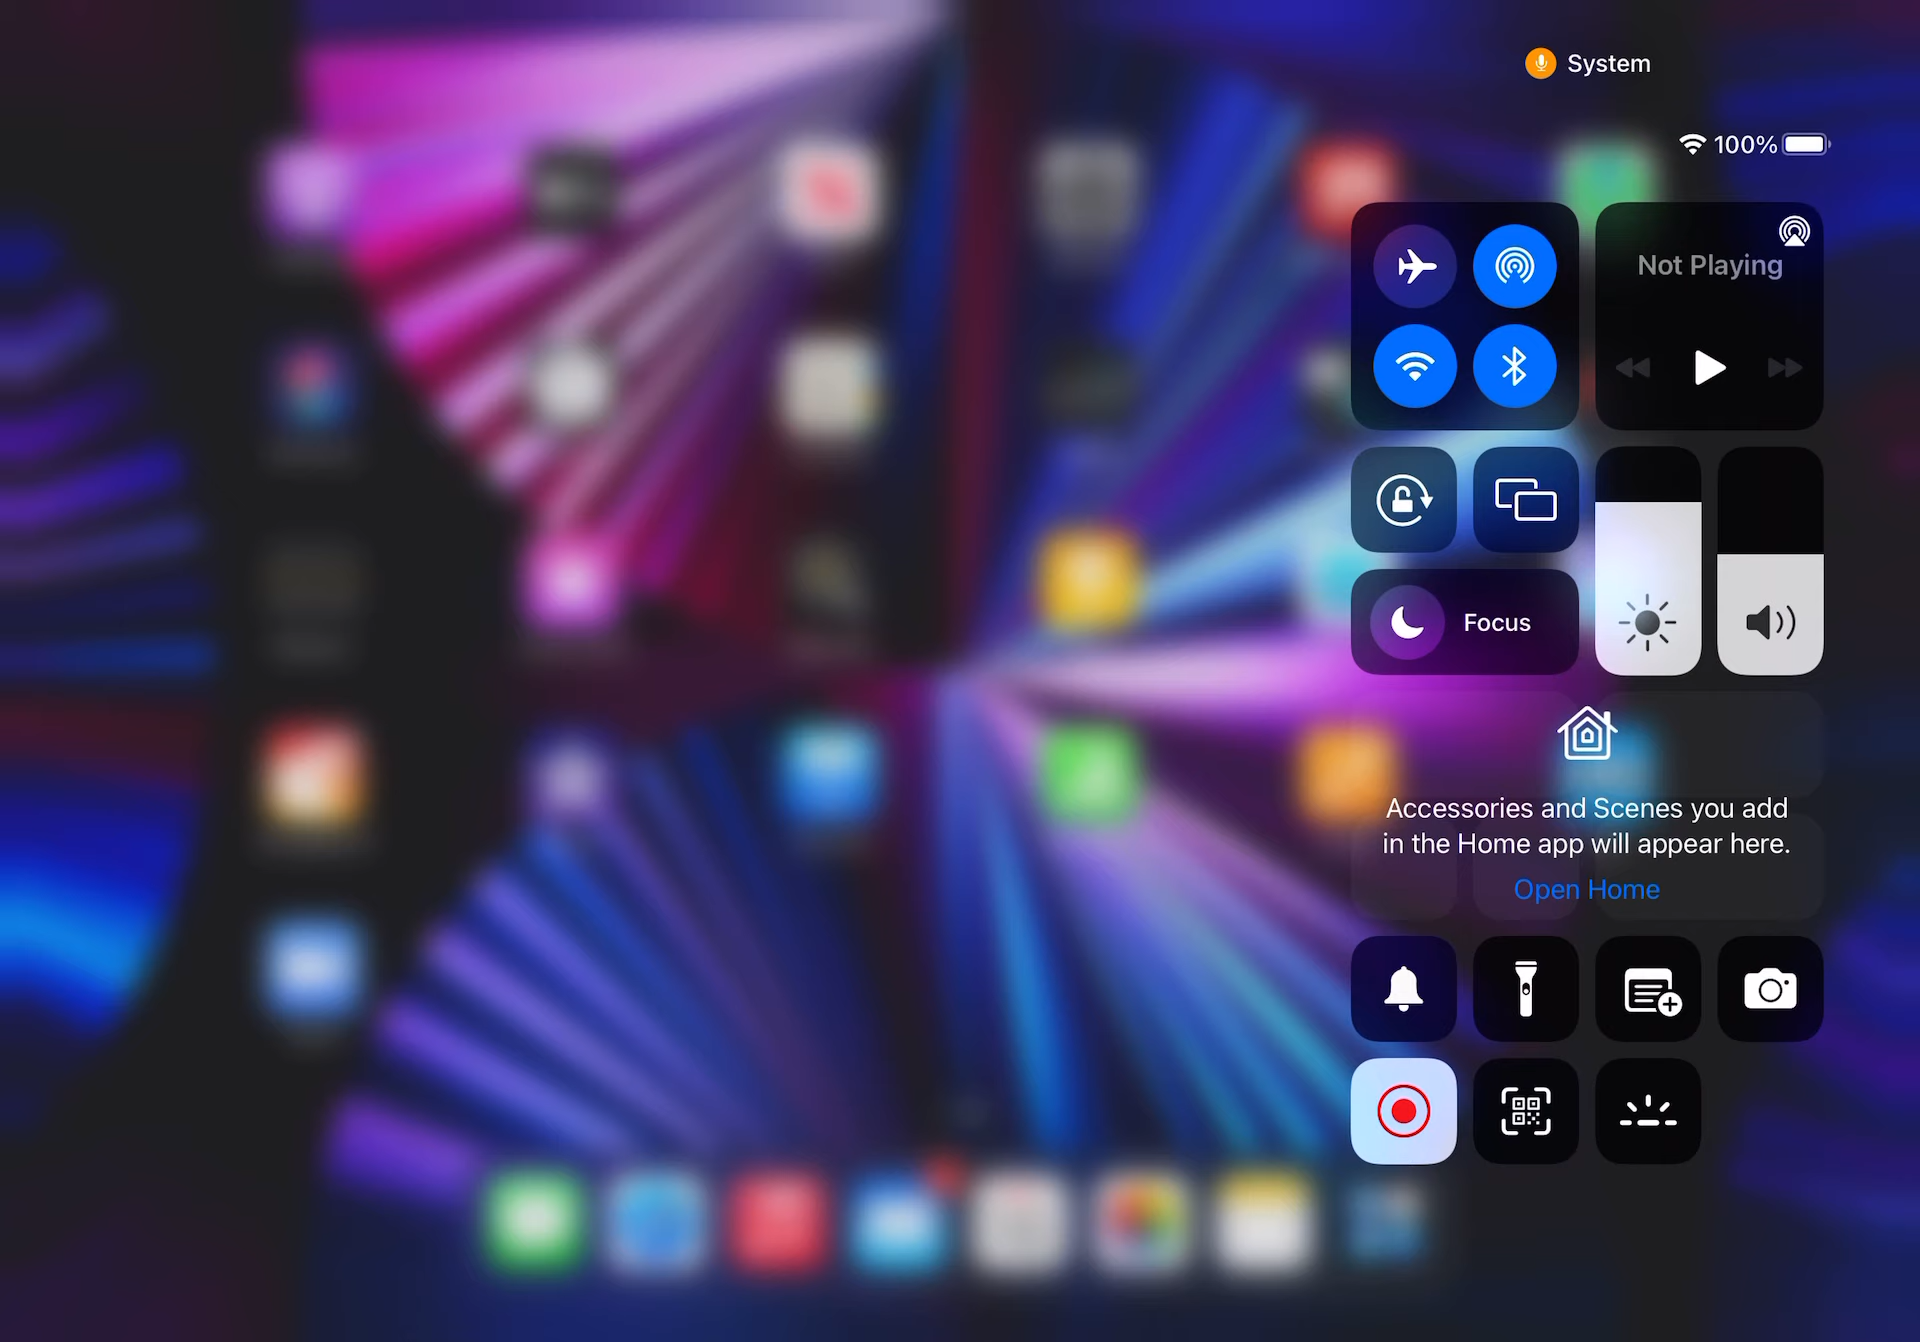 System
100%
Not Playing
Focus
Accessories and Scenes you add
in the Home app will appear here.
Open Home